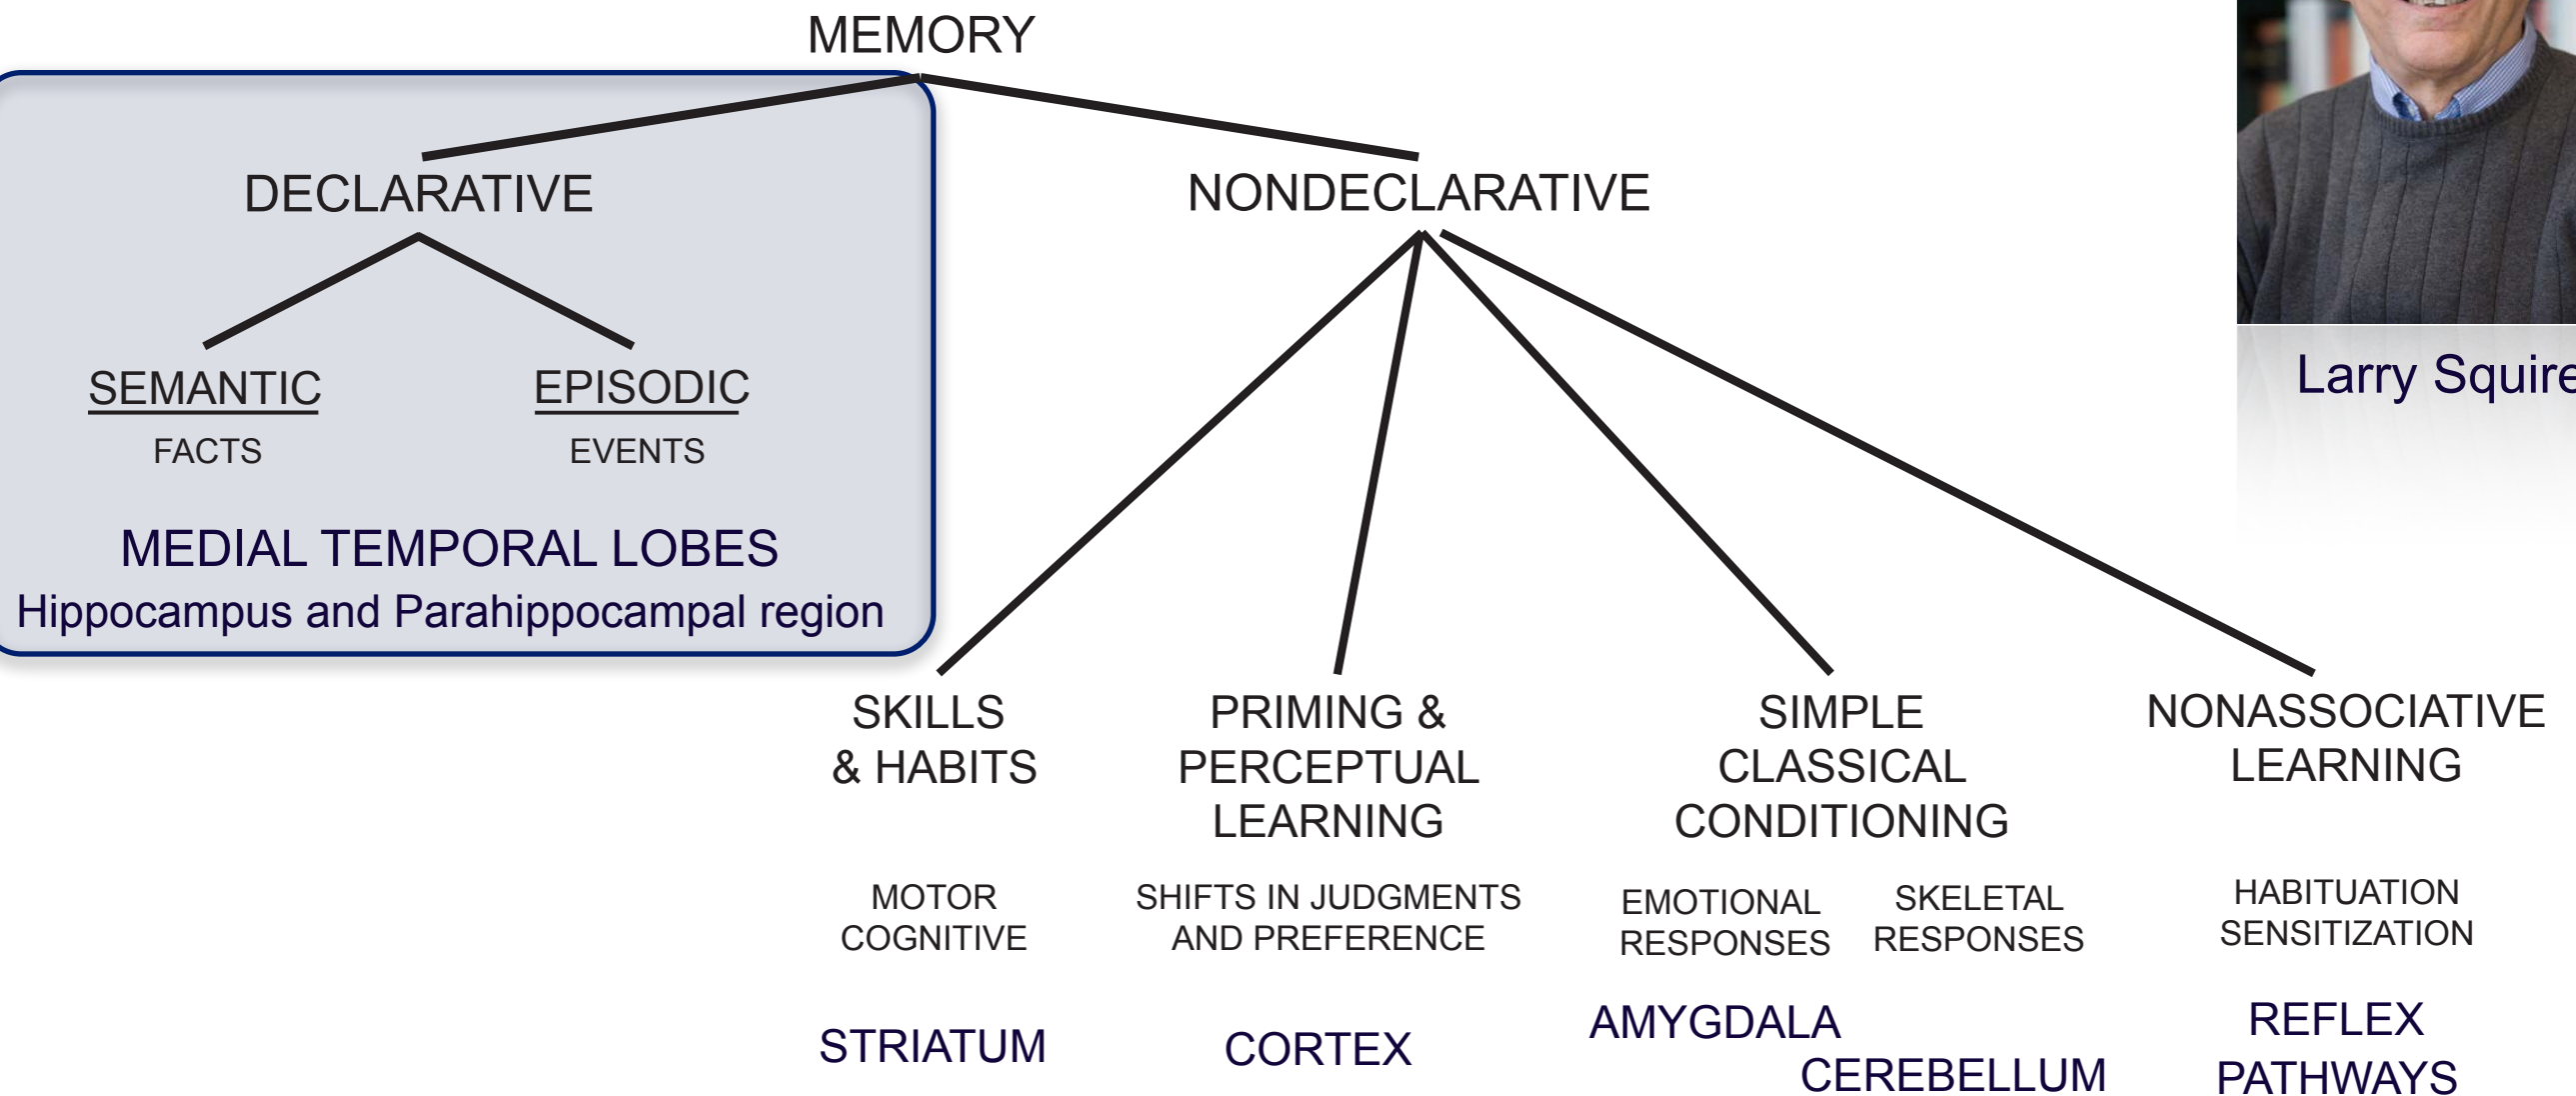 MEMORY
DECLARATIVE
NONDECLARATIVE
SEMANTIC
EPISODIC
FACTS
EVENTS
MEDIAL TEMPORAL LOBES
Hippocampus and Parahippocampal region
Larry Squire
SKILLS
& HABITS
PRIMING &
PERCEPTUAL
LEARNING
SIMPLE
CLASSICAL
CONDITIONING
NONASSOCIATIVE
LEARNING
MOTOR
COGNITIVE
SHIFTS IN JUDGMENTS
AND PREFERENCE
EMOTIONAL
RESPONSES
SKELETAL
RESPONSES
HABITUATION
SENSITIZATION
STRIATUM
CORTEX
AMYGDALA
CEREBELLUM
REFLEX
PATHWAYS